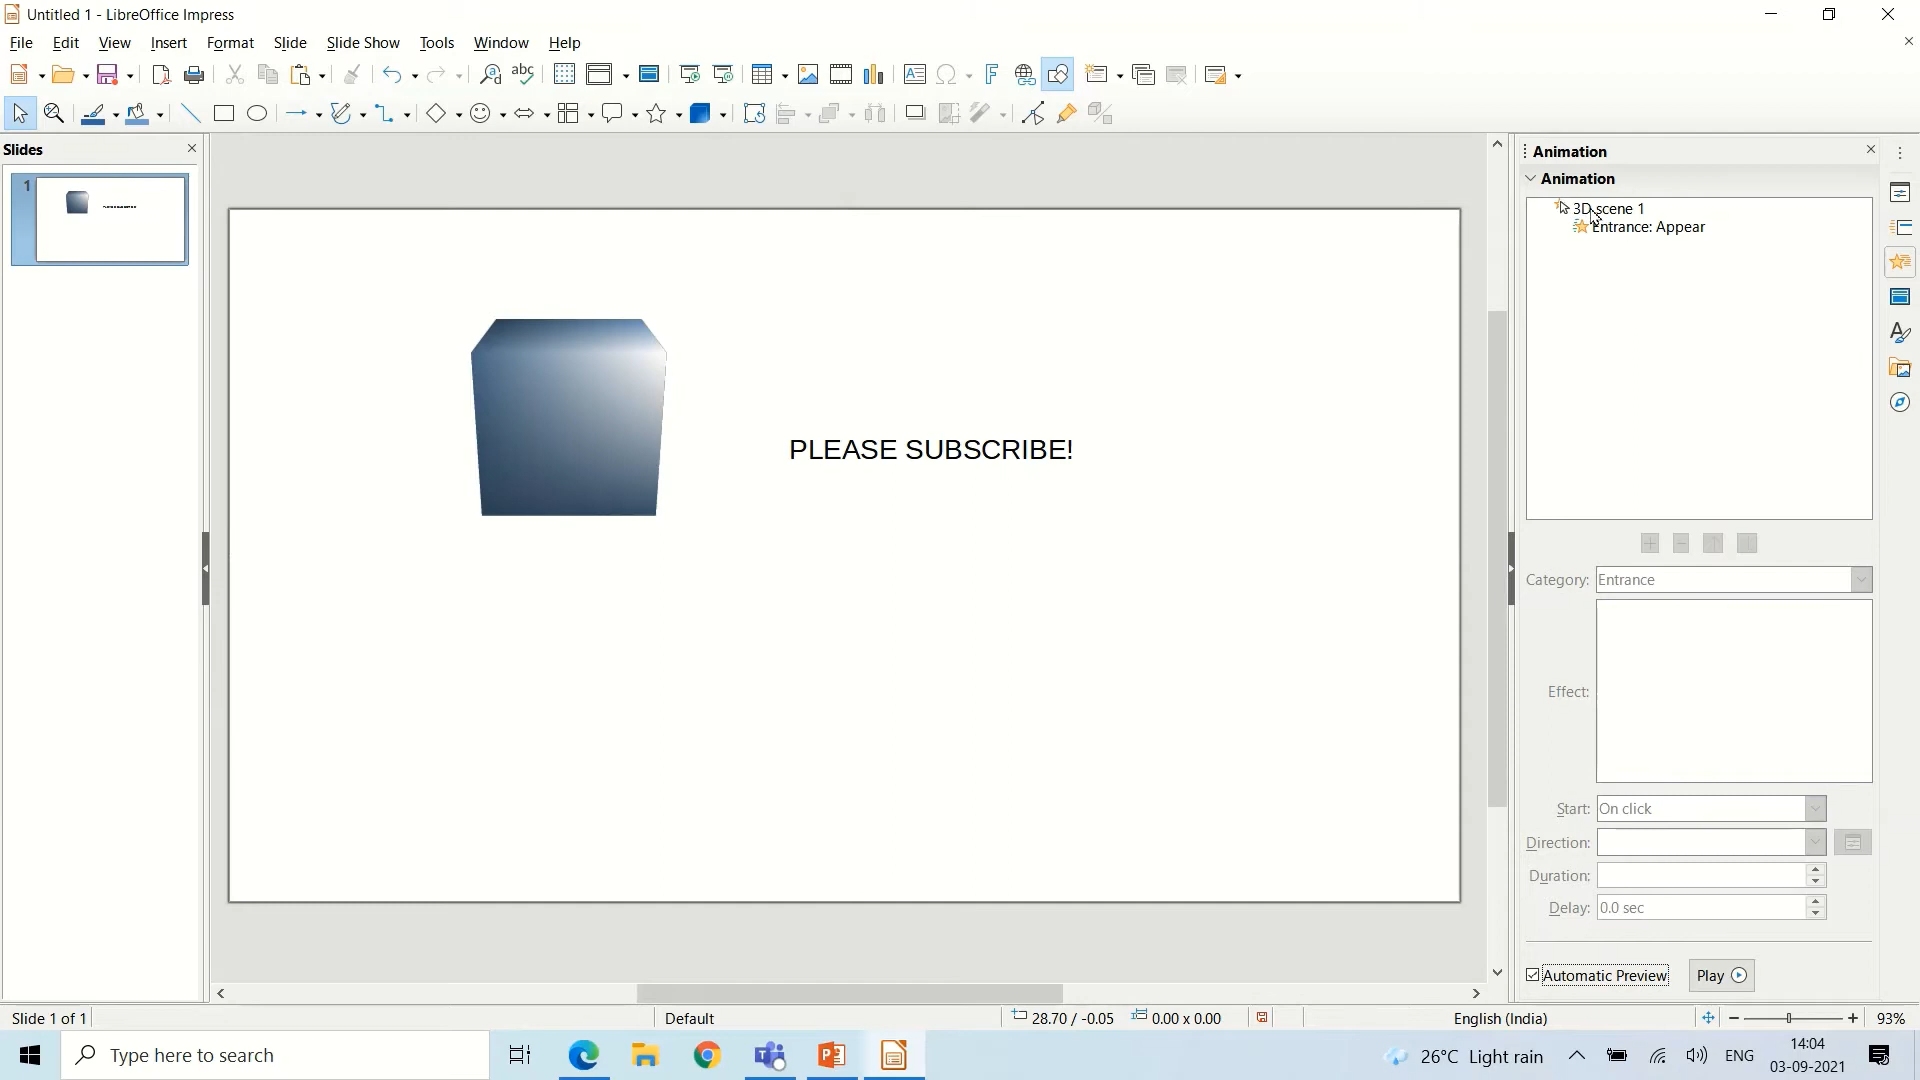 Untitled 1 - LibreOffice Impress
File Edit View Insert Format Slide Slide Show Tools Window Help
Slides
1
PLEASE SUBSCRIBE!
Animation
Animation
3D scene 1
Entrance: Appear
Category: Entrance
Effect:
Start: On click
Direction:
Duration:
Delay: 0.0 sec
Automatic Preview Play
Slide 1 of 1 Default 28.70 / -0.05 0.00 x 0.00 English (India) 93%
Type here to search
26°C Light rain ENG
14:04
03-09-2021